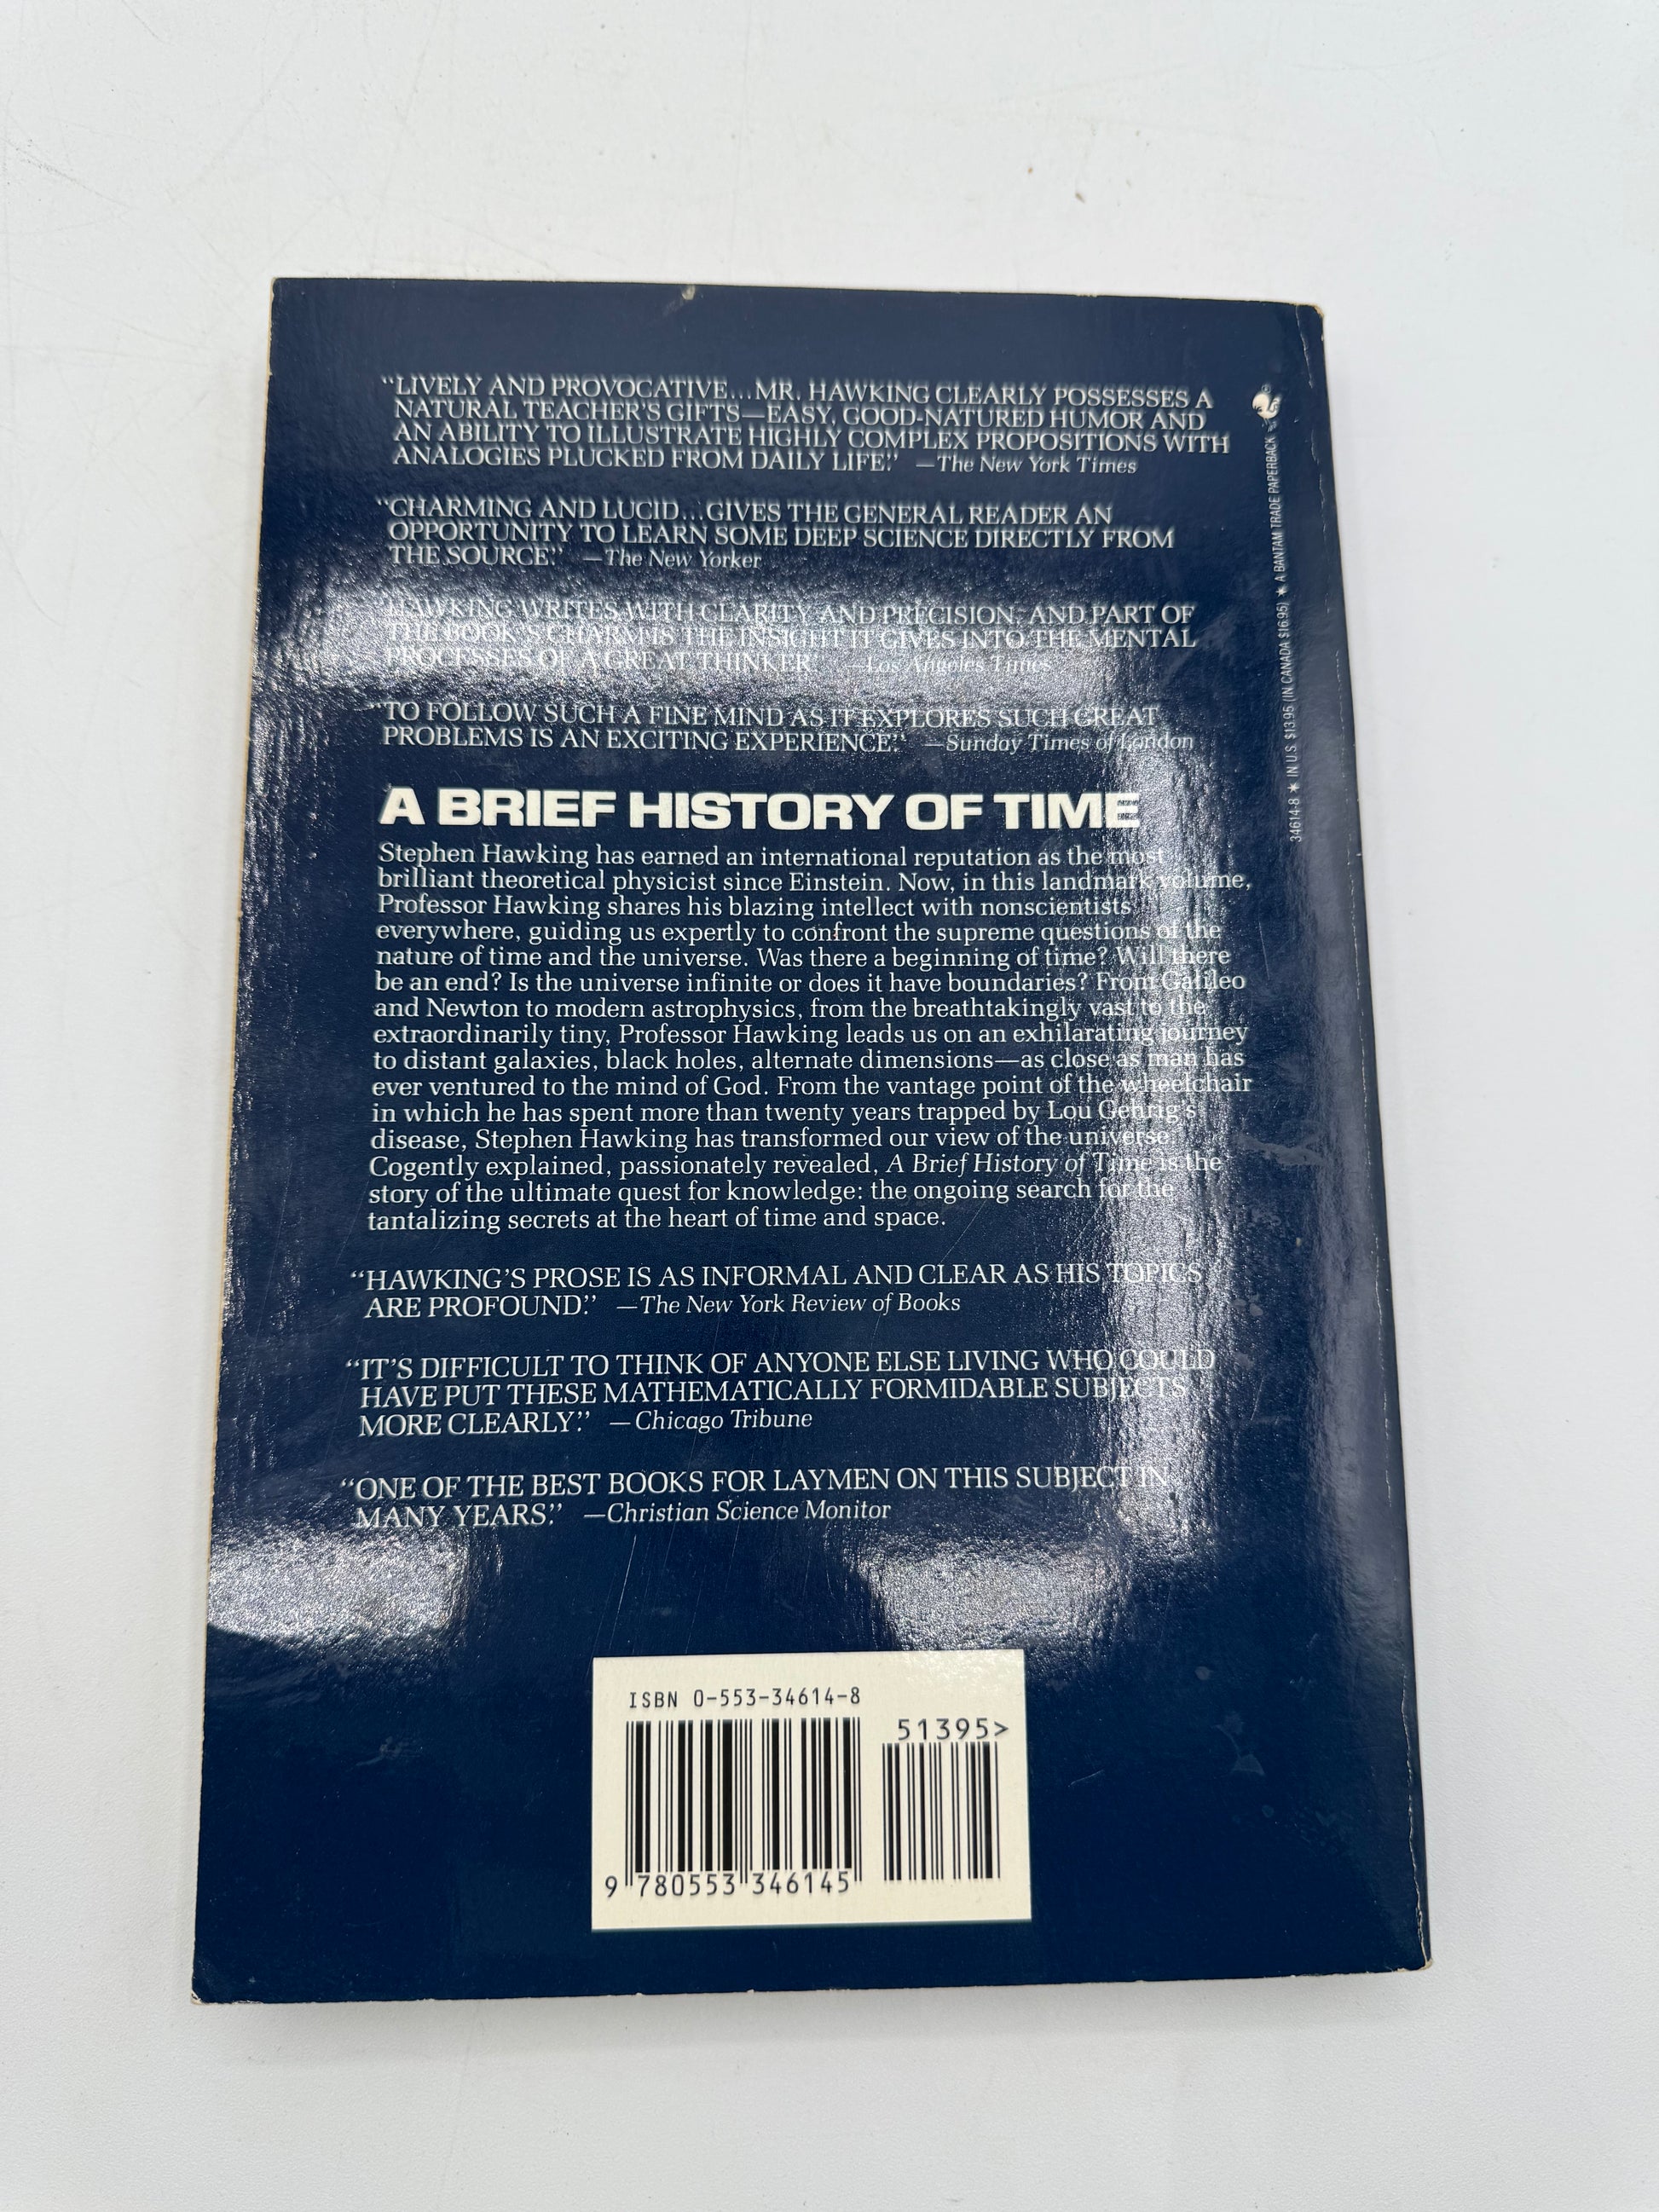 “LIVELY AND PROVOCATIVE...MR. HAWKING CLEARLY POSSESSES A
NATURAL TEACHER'S GIFTS—EASY, GOOD-NATURED HUMOR AND
AN ABILITY TO ILLUSTRATE HIGHLY COMPLEX PROPOSITIONS WITH
ANALOGIES PLUCKED FROM DAILY LIFE.” —The New York Times
“CHARMING AND LUCID...GIVES THE GENERAL READER AN
OPPORTUNITY TO LEARN SOME DEEP SCIENCE DIRECTLY FROM
THE SOURCE.” —The New Yorker
HAWKING WRITES WITH CLARITY AND PRECISION, AND PART OF
THE BOOK'S CHARM IS THE INSIGHT IT GIVES INTO THE MENTAL
PROCESSES OF A GREAT THINKER.” —Los Angeles Times
“TO FOLLOW SUCH A FINE MIND AS IT EXPLORES SUCH GREAT
PROBLEMS IS AN EXCITING EXPERIENCE.” —Sunday Times of London
A BRIEF HISTORY OF TIME
Stephen Hawking has earned an international reputation as the most
brilliant theoretical physicist since Einstein. Now, in this landmark volume,
Professor Hawking shares his blazing intellect with nonscientists
everywhere, guiding us expertly to confront the supreme questions of the
nature of time and the universe. Was there a beginning of time? Will there
be an end? Is the universe infinite or does it have boundaries? From Galileo
and Newton to modern astrophysics, from the breathtakingly vast to the
extraordinarily tiny, Professor Hawking leads us on an exhilarating journey
to distant galaxies, black holes, alternate dimensions—as close as man has
ever ventured to the mind of God. From the vantage point of the wheelchair
in which he has spent more than twenty years trapped by Lou Gehrig's
disease, Stephen Hawking has transformed our view of the universe.
Cogently explained, passionately revealed, A Brief History of Time is the
story of the ultimate quest for knowledge: the ongoing search for the
tantalizing secrets at the heart of time and space.
“HAWKING'S PROSE IS AS INFORMAL AND CLEAR AS HIS TOPICS
ARE PROFOUND.” —The New York Review of Books
“IT'S DIFFICULT TO THINK OF ANYONE ELSE LIVING WHO COULD
HAVE PUT THESE MATHEMATICALLY FORMIDABLE SUBJECTS
MORE CLEARLY.” —Chicago Tribune
“ONE OF THE BEST BOOKS FOR LAYMEN ON THIS SUBJECT IN
MANY YEARS.” —Christian Science Monitor
ISBN 0-553-34614-8
51395>
9 780553 346145
34614-8 ★ IN U.S. $13.95 (IN CANADA $16.95) ★ A BANTAM TRADE PAPERBACK